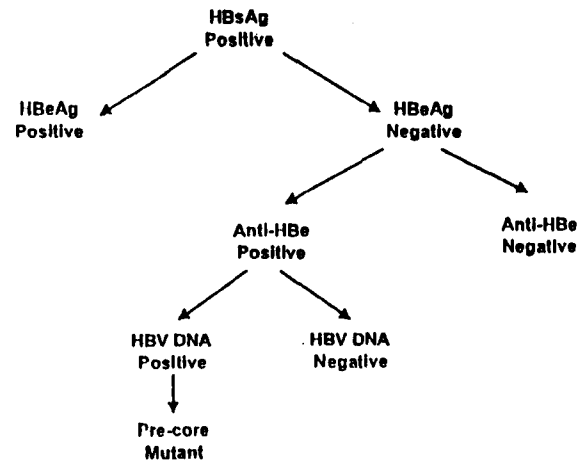 HBsAg
Positive
HBeAg
Positive
HBeAg
Negative
Anti-HBe
Positive
Anti-HBe
Negative
HBV DNA
Positive
HBV DNA
Negative
Pre-core
Mutant